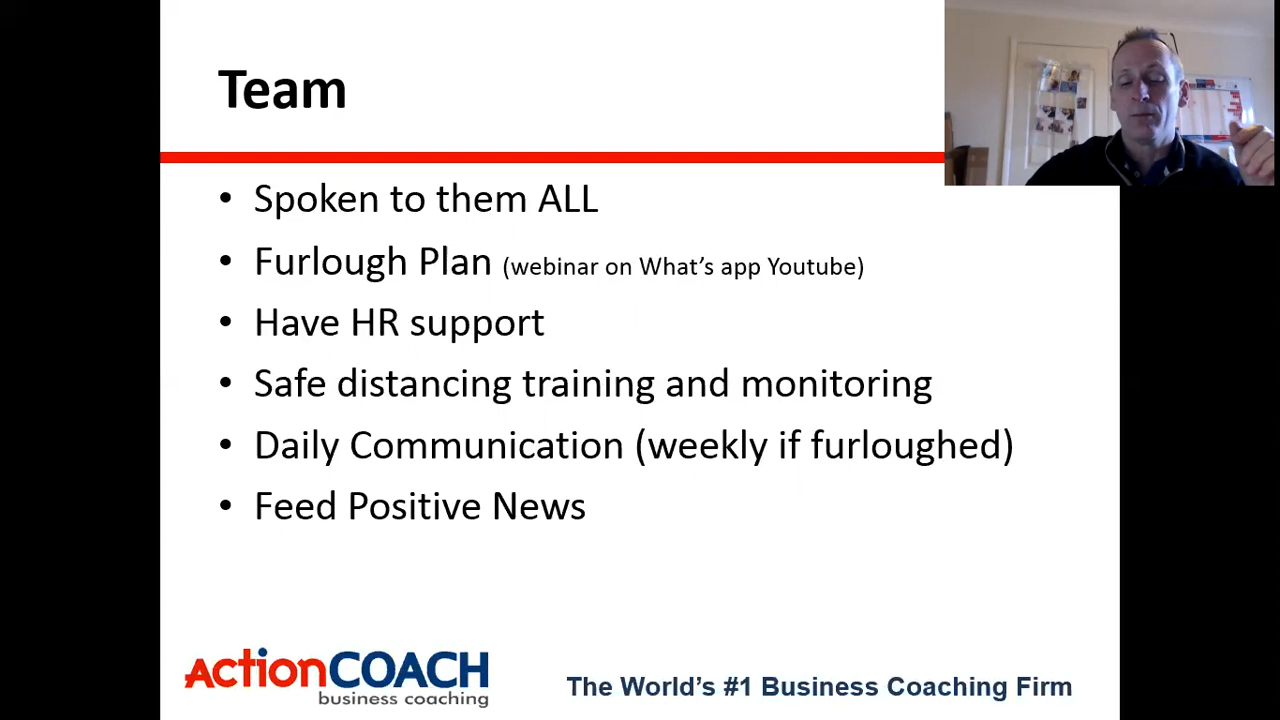 Team
• Spoken to them ALL
• Furlough Plan (webinar on What's app Youtube)
• Have HR support
• Safe distancing training and monitoring
• Daily Communication (weekly if furloughed)
• Feed Positive News
ActionCOACH
business coaching
The World's #1 Business Coaching Firm